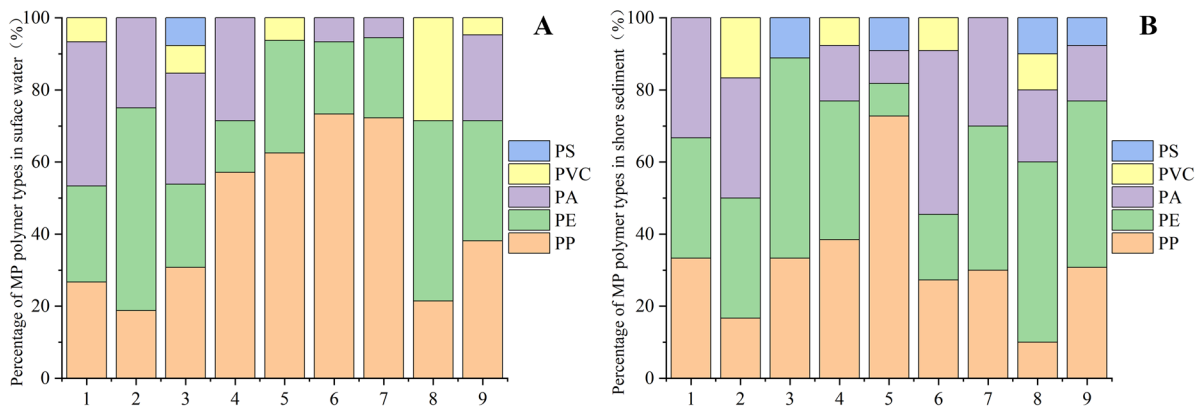 Percentage of MP polymer types in suface water（%）
100
80
60
40
20
0
1 2 3 4 5 6 7 8 9
A
PS
PVC
PA
PE
PP
Percentage of MP polymer types in shore sediment（%）
100
80
60
40
20
0
1 2 3 4 5 6 7 8 9
B
PS
PVC
PA
PE
PP